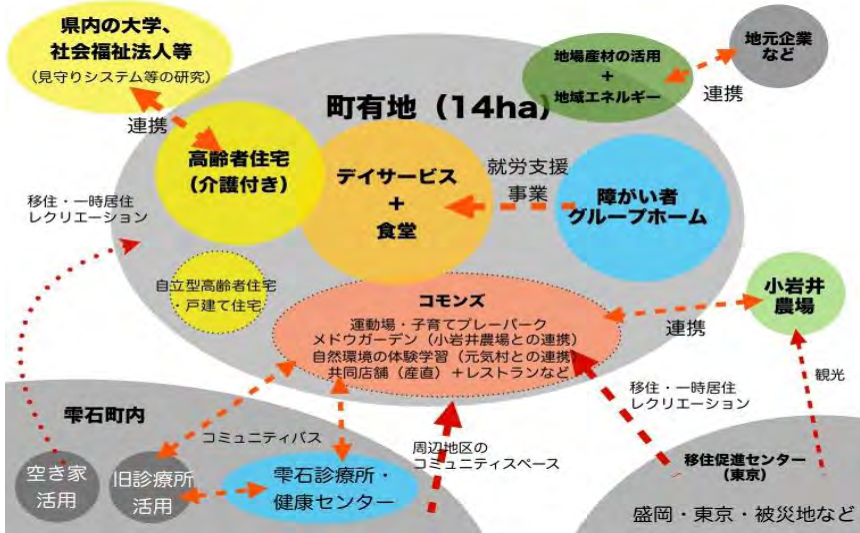 県内の大学、
社会福祉法人等
（見守りシステム等の研究）
連携
地場産材の活用
＋
地域エネルギー
地元企業
など
連携
町有地（14ha）
高齢者住宅
（介護付き）
デイサービス
＋
食堂
就労支援
事業
障がい者
グループホーム
移住・一時居住
レクリエーション
自立型高齢者住宅
・戸建て住宅
コモンズ
運動場・子育てプレーパーク
メドウガーデン（小岩井農場との連携）
自然環境の体験学習（元気村との連携）
共同店舗（産直）＋レストランなど
小岩井
農場
連携
移住・一時居住
レクリエーション
観光
雫石町内
コミュニティバス
周辺地区の
コミュニティスペース
空き家
活用
旧診療所
活用
雫石診療所・
健康センター
移住促進センター
（東京）
盛岡・東京・被災地など